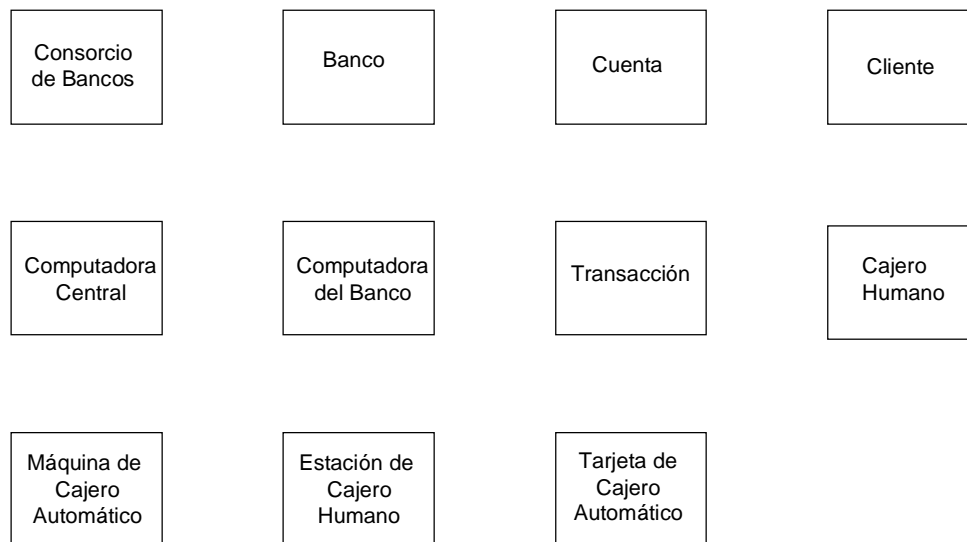 Consorcio
de Bancos
Banco
Cuenta
Cliente
Computadora
Central
Computadora
del Banco
Transacción
Cajero
Humano
Máquina de
Cajero
Automático
Estación de
Cajero
Humano
Tarjeta de
Cajero
Automático